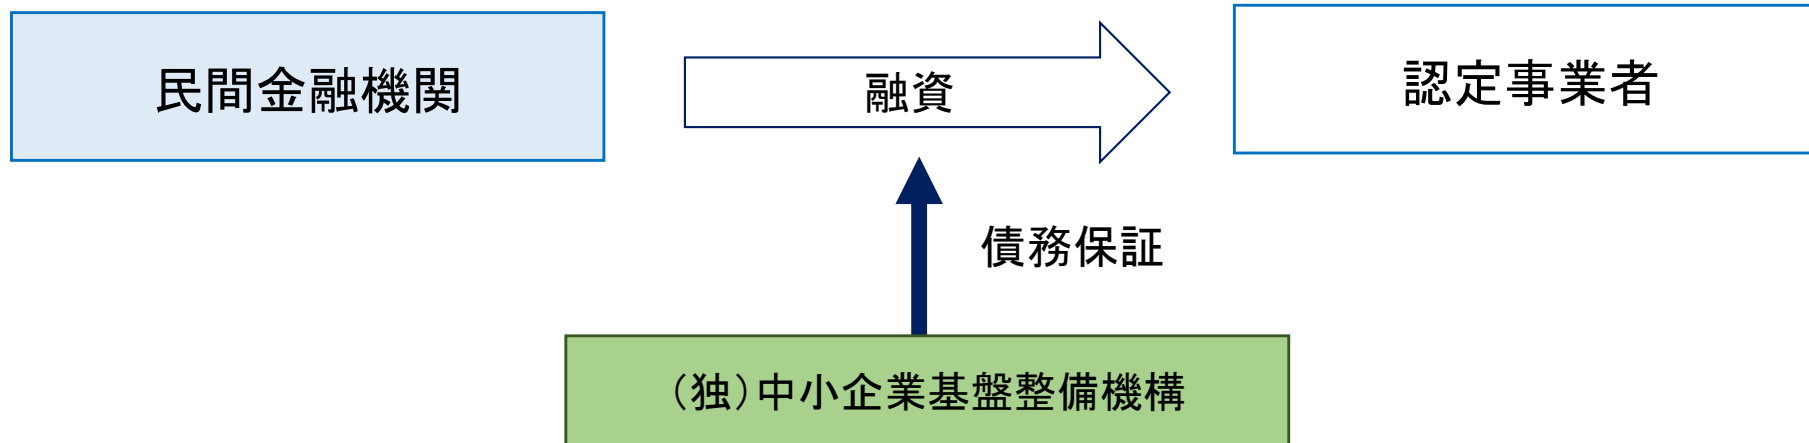 民間金融機関
融資
認定事業者
債務保証
（独）中小企業基盤整備機構